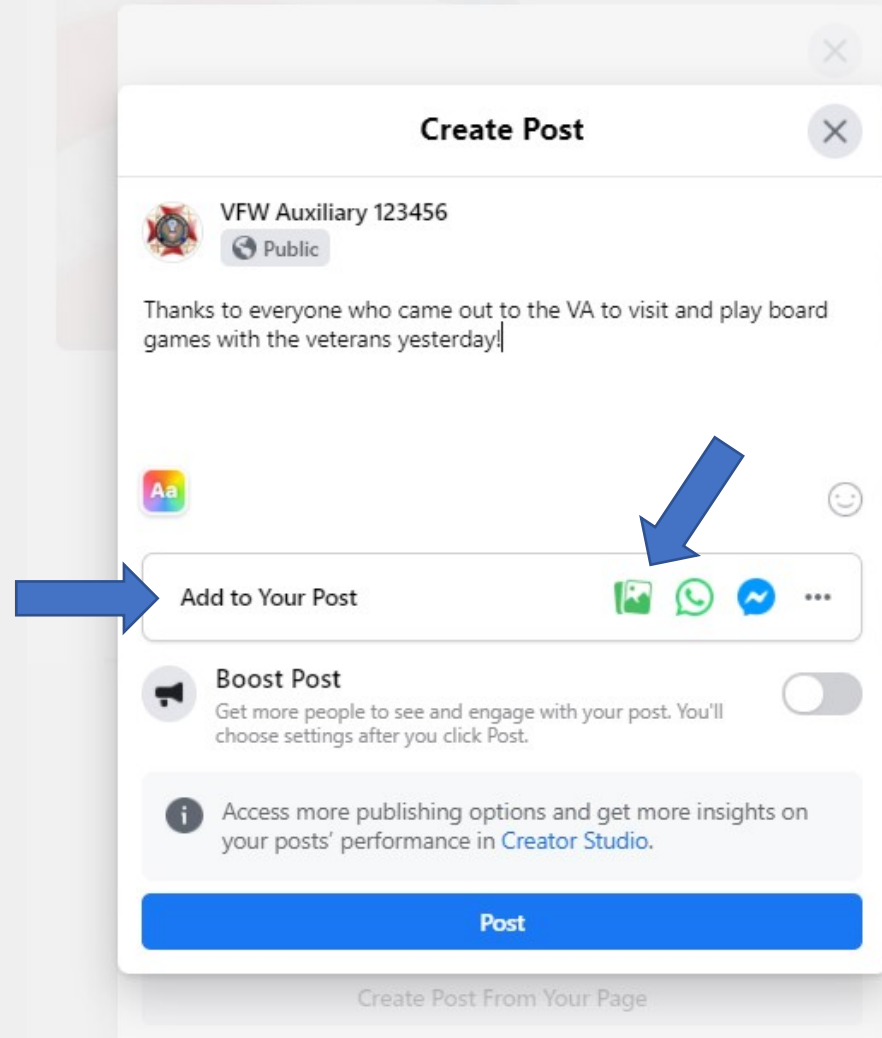 Create Post
VFW Auxiliary 123456
Public
Thanks to everyone who came out to the VA to visit and play board
games with the veterans yesterday!
Aa
Add to Your Post
Boost Post
Get more people to see and engage with your post. You'll
choose settings after you click Post.
Access more publishing options and get more insights on
your posts' performance in Creator Studio.
Post
Create Post From Your Page